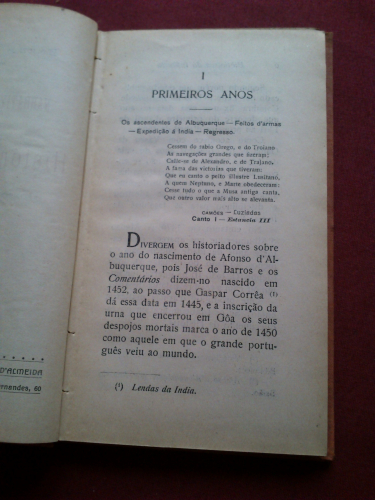 I
PRIMEIROS ANOS
Os ascendentes de Albuquerque — Feitos d'armas
— Expedição á India — Regresso.
Cessem do sabio Grego, e do Troiano
As navegações grandes que fizeram;
Calle-se de Alexandro, e de Trajano,
A fama das victorias que tiveram:
Que eu canto o peito illustre Lusitano,
A quem Neptuno, e Marte obedeceram:
Cesse tudo o que a Musa antiga canta,
Que outro valor mais alto se alevanta.
CAMÕES — LUZIADAS
Canto I — Estancia III
DIVERGEM os historiadores sobre
o ano do nascimento de Afonso d'Al-
buquerque, pois José de Barros e os
Comentários dizem-no nascido em
1452, ao passo que Gaspar Corrêa (1)
dá essa data em 1445, e a inscrição da
urna que encerrou em Gôa os seus
despojos mortais marca o ano de 1450
como aquele em que o grande portu-
guês veiu ao mundo.
(1) Lendas da India.
D'ALMEIDA
ernandes, 60